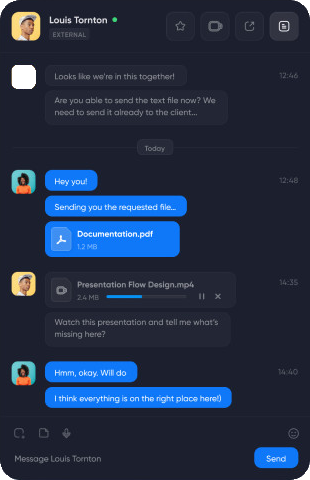 Louis Tornton
EXTERNAL
Looks like we're in this together!
12:46
Are you able to send the text file now? We
need to send it already to the client...
Today
Hey you!
12:48
Sending you the requested file...
Documentation.pdf
1.2 MB
Presentation Flow Design.mp4
14:35
2.4 MB
Watch this presentation and tell me what's
missing here?
Hmm, okay. Will do
14:40
I think everything is on the right place here!)
Message Louis Tornton
Send